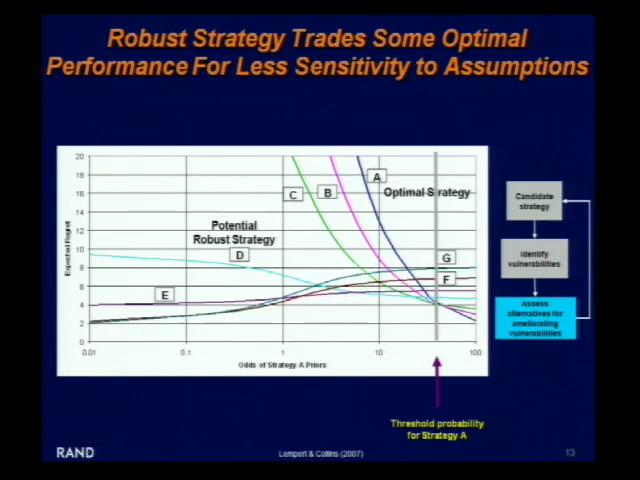 Robust Strategy Trades Some Optimal
Performance For Less Sensitivity to Assumptions
20
18
16
14
12
10
8
6
4
2
0
Expected Regret
0.01
0.1
1
10
100
Odds of Strategy A Priors
A
B
C
Optimal Strategy
Potential
Robust Strategy
D
E
G
F
Candidate
strategy
Identify
vulnerabilities
Assess
alternatives for
ameliorating
vulnerabilities
Threshold probability
for Strategy A
RAND
Lempert & Collins (2007)
13